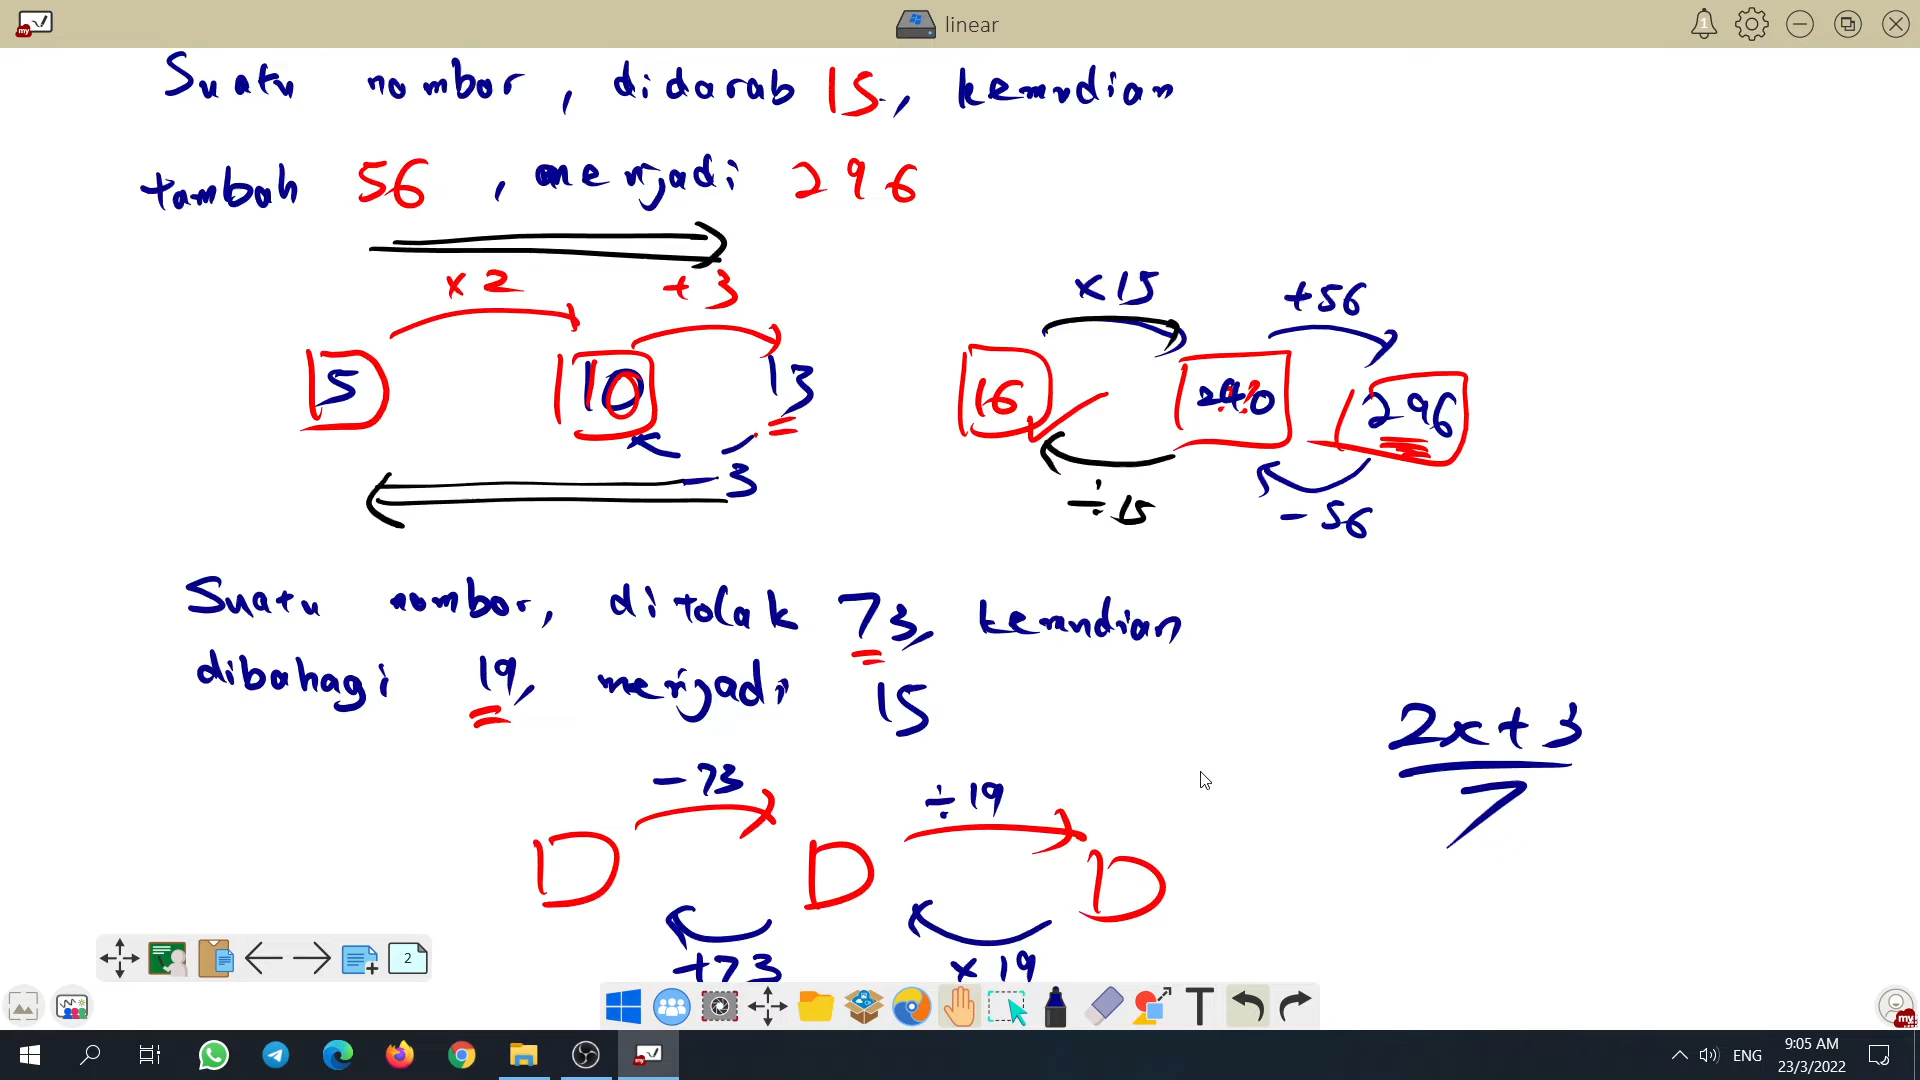 linear
1
Suatu nombor, didarab 15, kemudian
tambah 56, menjadi 296
×2 +3
5 10 13
-3
×15 +56
16 240 296
÷15 -56
Suatu nombor, ditolak 73, kemudian
dibahagi 19, menjadi 15
2x+3
7
-73 ÷19
+73 ×19
2
T
my
ENG
9:05 AM
23/3/2022